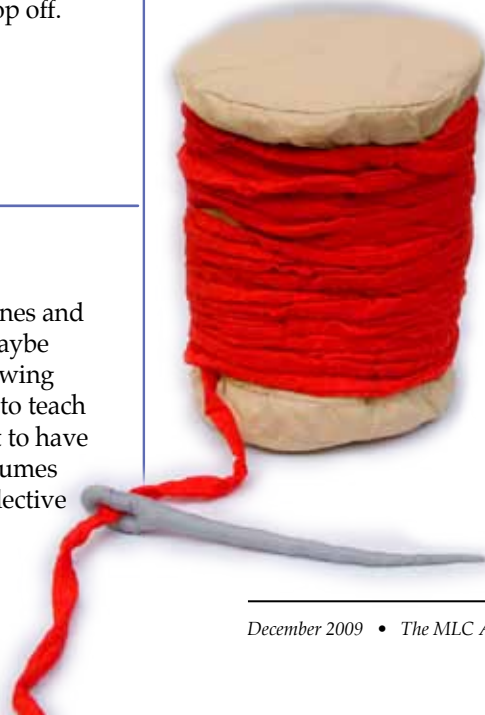 op off.
nes and
aybe
wing
to teach
t to have
umes
lective
December 2009 • The MLC A